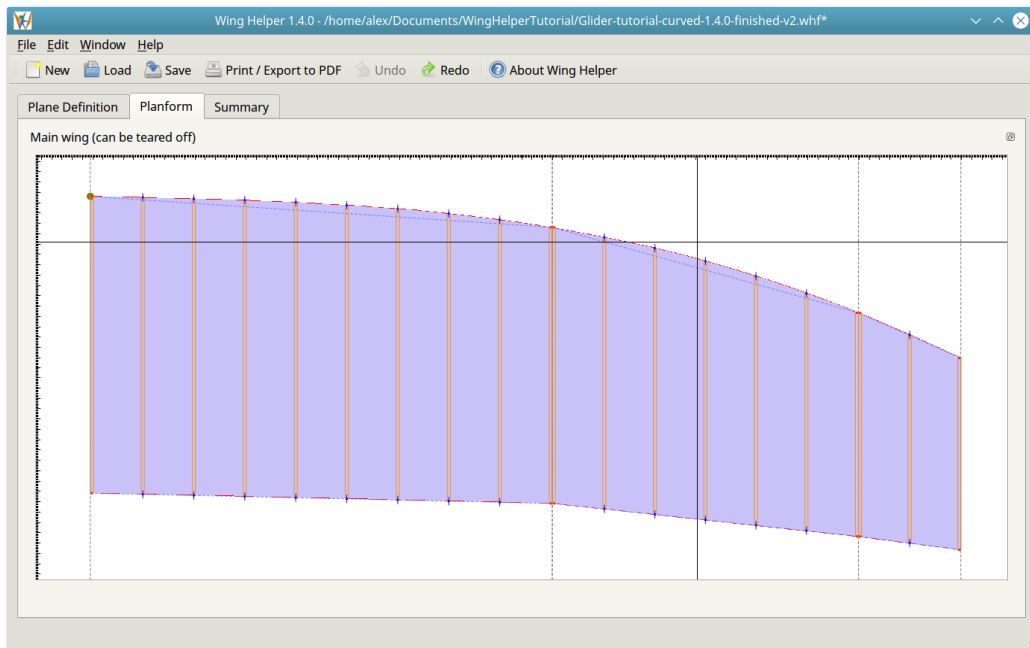 Wing Helper 1.4.0 - /home/alex/Documents/WingHelperTutorial/Glider-tutorial-curved-1.4.0-finished-v2.whf*
File Edit Window Help
New Load Save Print / Export to PDF Undo Redo About Wing Helper
Plane Definition Planform Summary
Main wing (can be teared off)